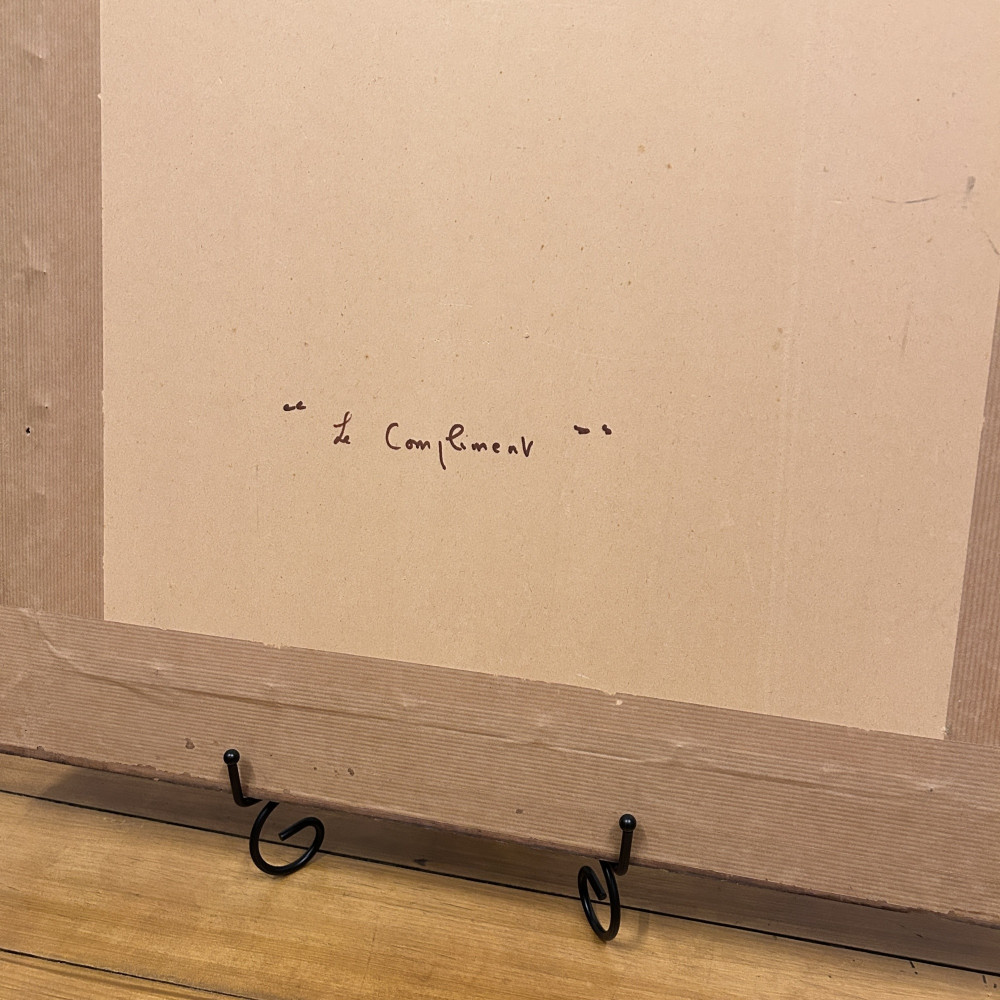 “ Le Compliment ”